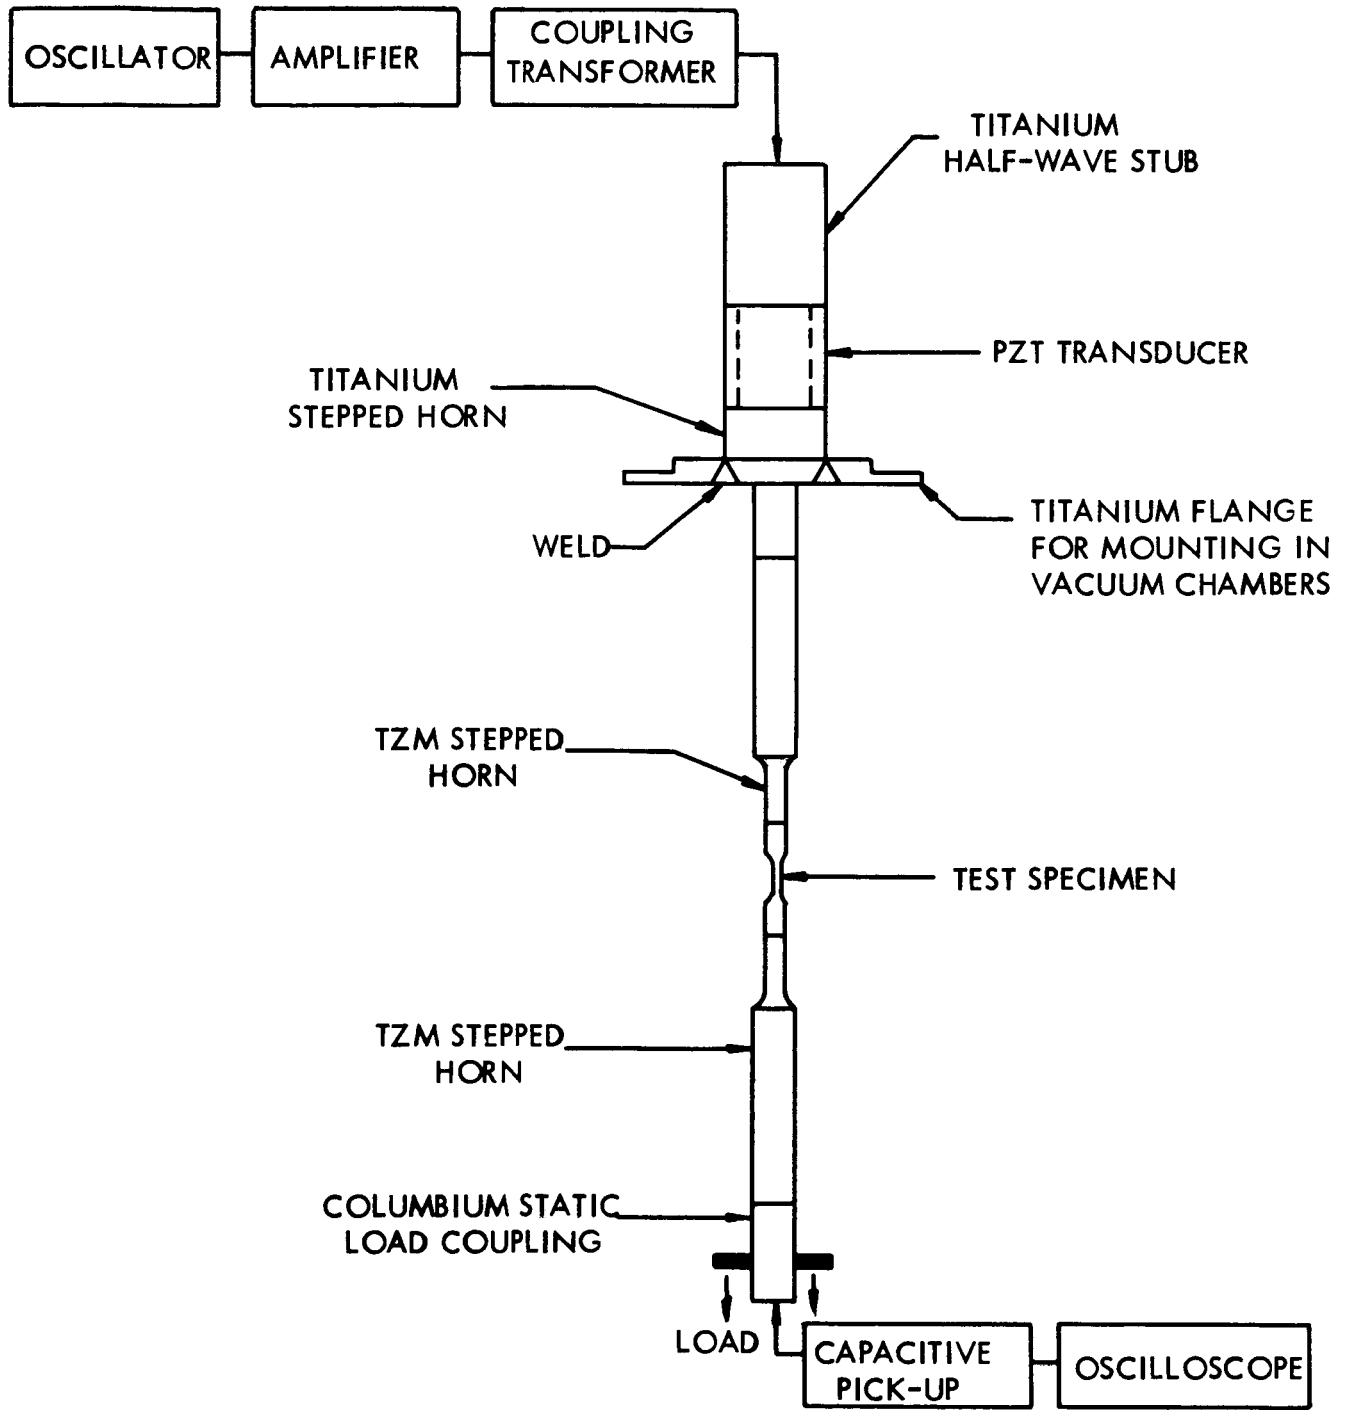 OSCILLATOR
AMPLIFIER
COUPLING
TRANSFORMER
TITANIUM
HALF-WAVE STUB
PZT TRANSDUCER
TITANIUM
STEPPED HORN
WELD
TITANIUM FLANGE
FOR MOUNTING IN
VACUUM CHAMBERS
TZM STEPPED
HORN
TEST SPECIMEN
TZM STEPPED
HORN
COLUMBIUM STATIC
LOAD COUPLING
LOAD
CAPACITIVE
PICK-UP
OSCILLOSCOPE